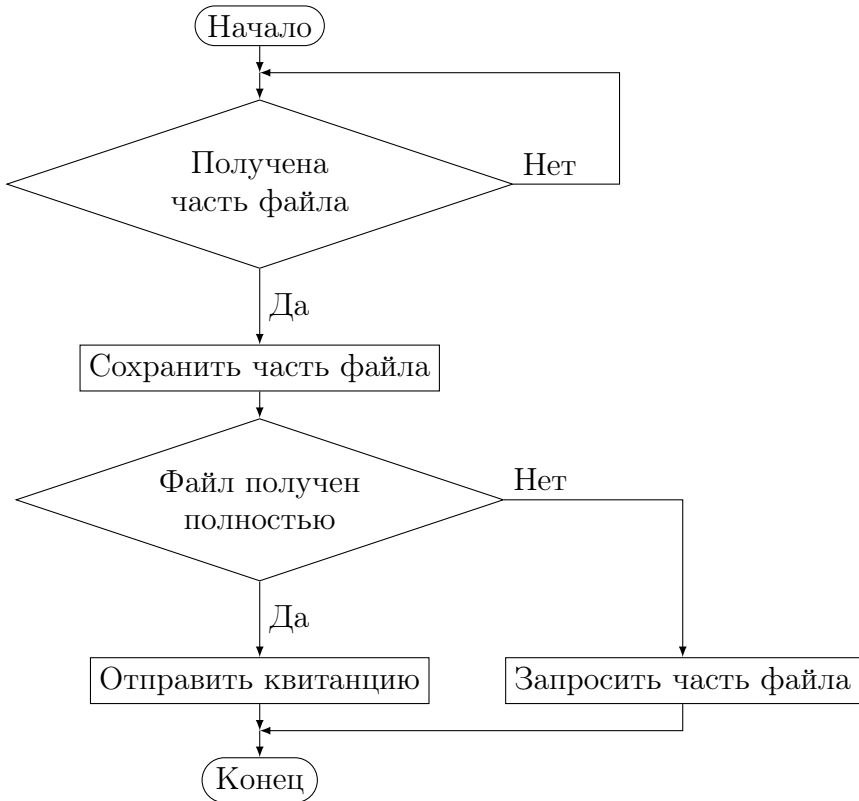 Начало
Получена
часть файла
Нет
Да
Сохранить часть файла
Файл получен
полностью
Нет
Да
Отправить квитанцию
Запросить часть файла
Конец